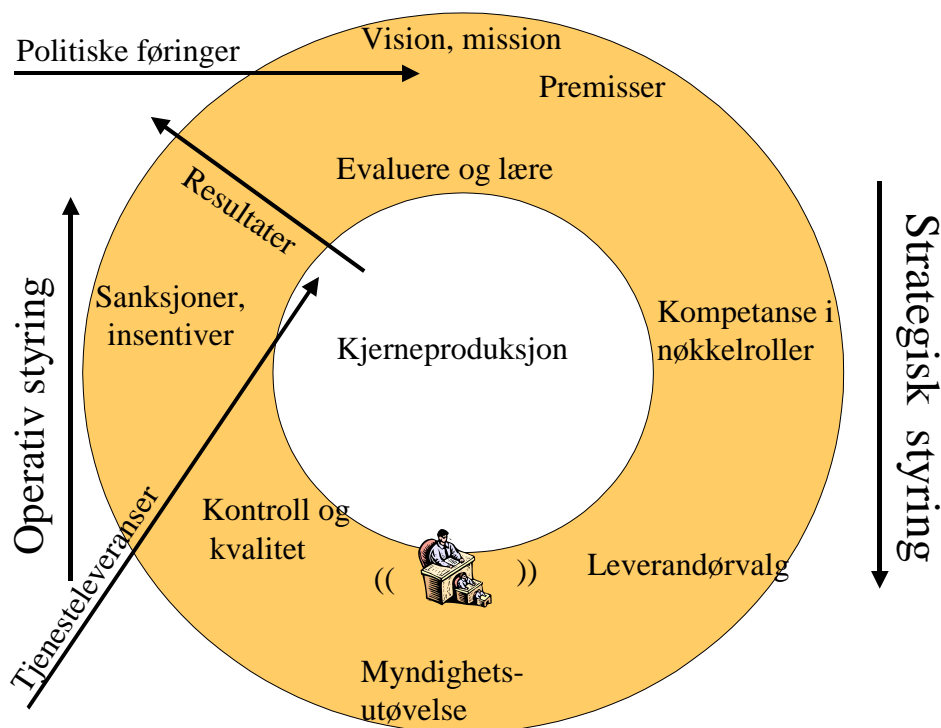 Vision, mission
Politiske føringer
Premisser
Evaluere og lære
Resultater
Sanksjoner,
insentiver
Kompetanse i
nøkkelroller
Kjerneproduksjon
Operativ styring
Strategisk styring
Tjenesteleveranser
Kontroll og
kvalitet
(( ))
Leverandørvalg
Myndighets-
utøvelse